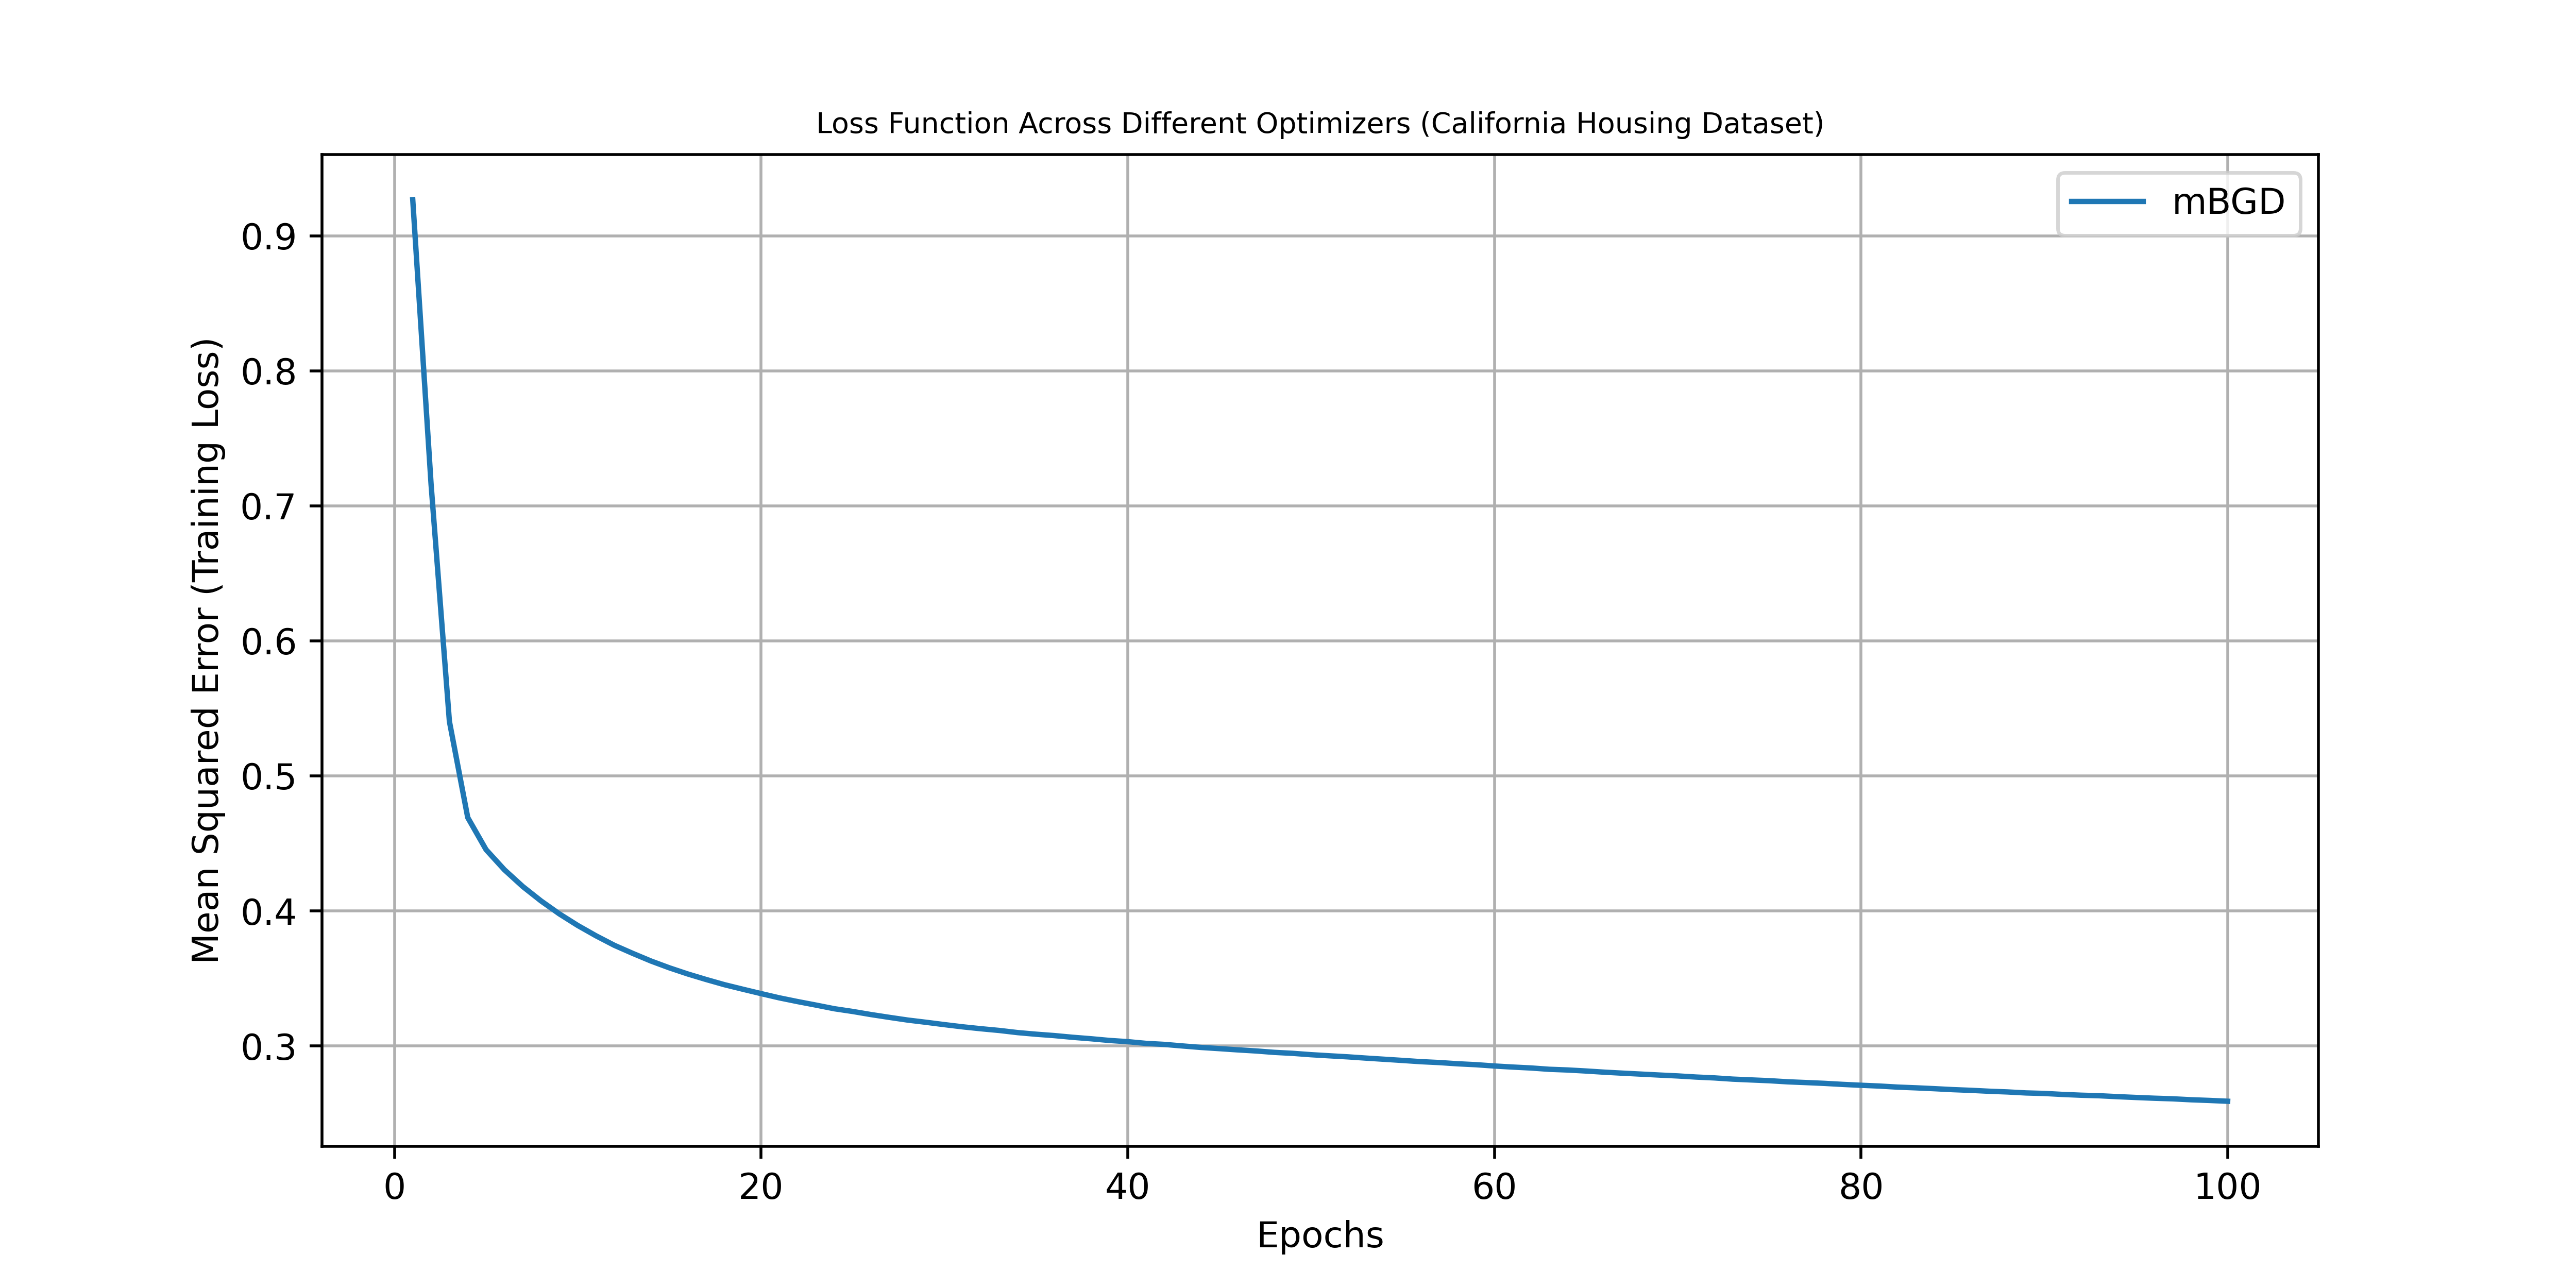 Loss Function Across Different Optimizers (California Housing Dataset)
mBGD
Mean Squared Error (Training Loss)
0.9
0.8
0.7
0.6
0.5
0.4
0.3
0 20 40 60 80 100
Epochs